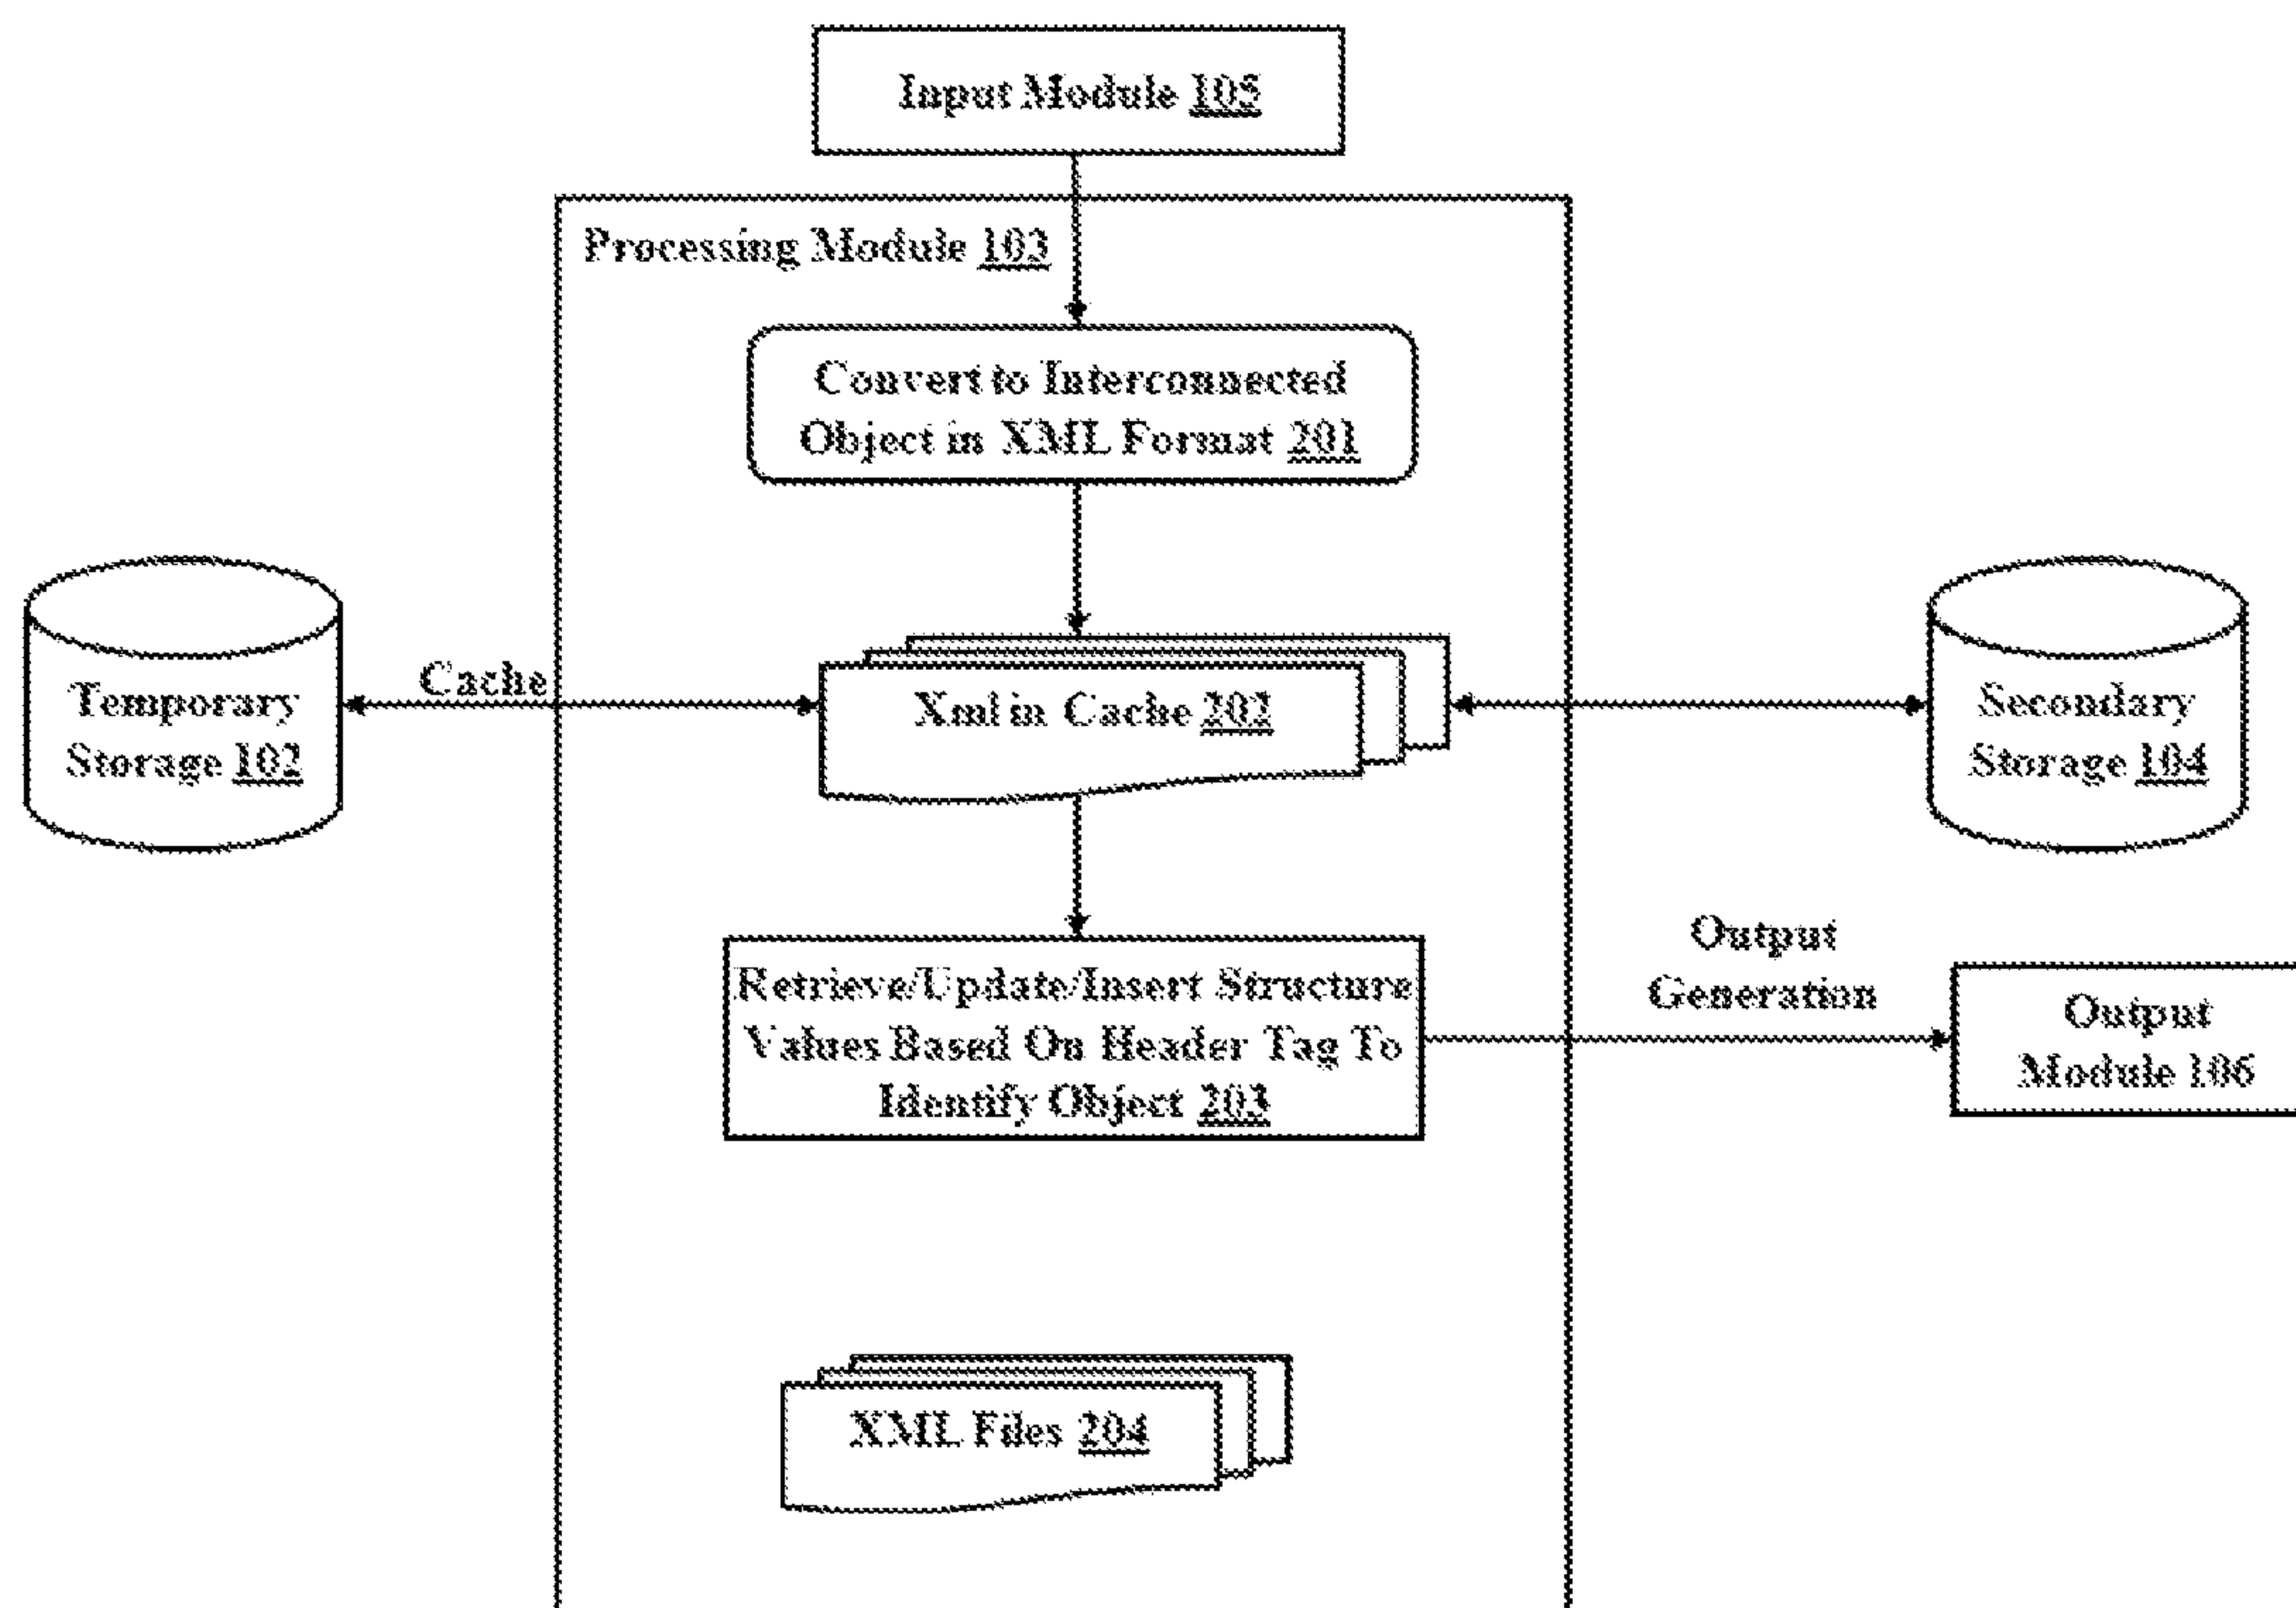 Input Module 105
Processing Module 103
Convert to Interconnected
Object in XML Format 201
Cache
Temporary
Storage 102
Xml in Cache 202
Secondary
Storage 104
Retrieve/Update/Insert Structure
Values Based On Header Tag To
Identify Object 203
Output
Generation
Output
Module 106
XML Files 204